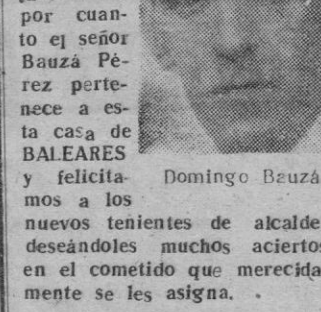 por cuan-
to el señor
Bauzá Pé-
rez perte-
nece a es-
ta casa de
BALEARES
y felicita-
mos a los
Domingo Bauzá
nuevos tenientes de alcalde
deseándoles muchos aciertos
en el cometido que merecida
mente se les asigna.